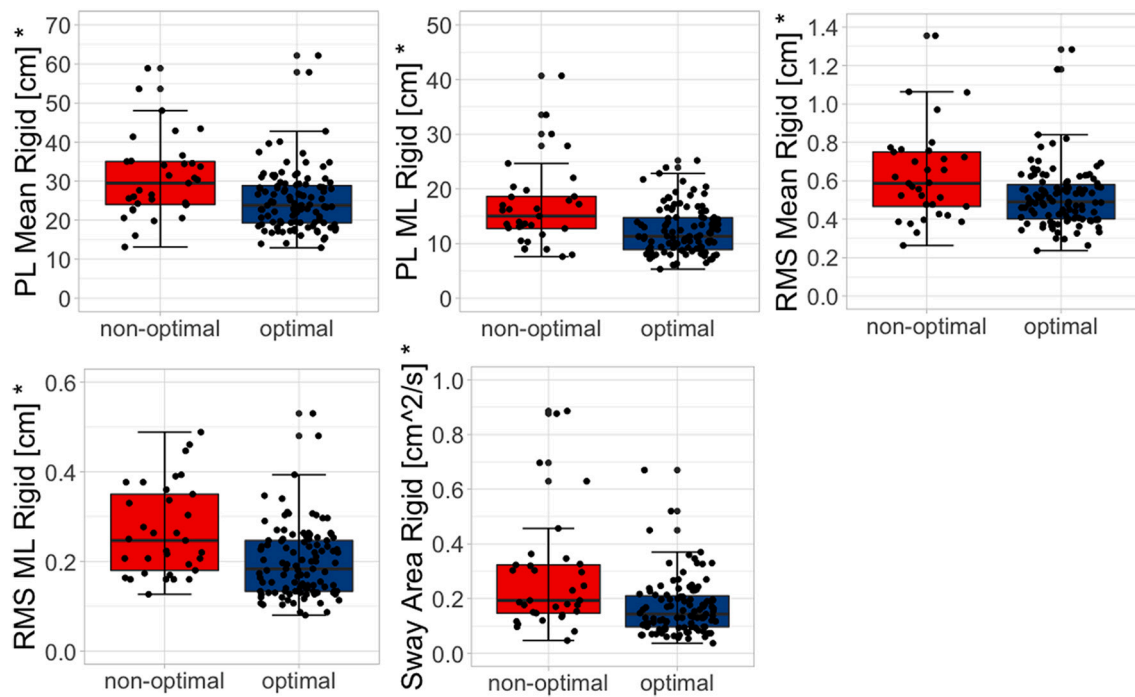 PL Mean Rigid [cm] *
70
60
50
40
30
20
10
0
non-optimal
optimal
PL ML Rigid [cm] *
50
40
30
20
10
0
non-optimal
optimal
RMS Mean Rigid [cm] *
1.4
1.2
1.0
0.8
0.6
0.4
0.2
0.0
non-optimal
optimal
RMS ML Rigid [cm] *
0.6
0.4
0.2
0.0
non-optimal
optimal
Sway Area Rigid [cm^2/s] *
1.0
0.8
0.6
0.4
0.2
0.0
non-optimal
optimal